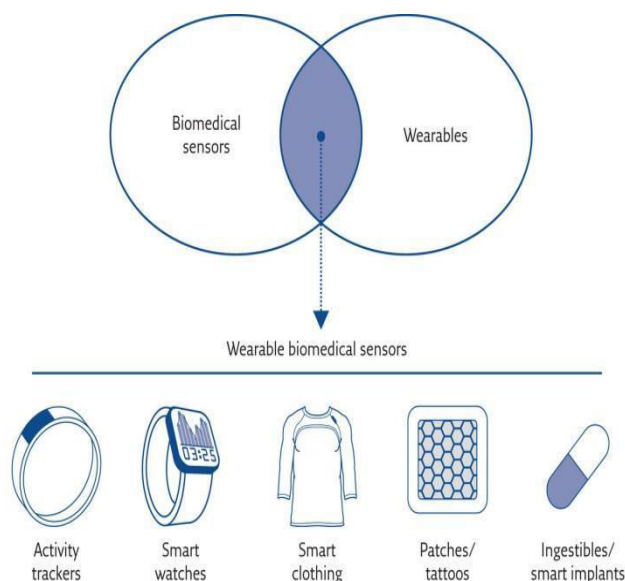 Biomedical
sensors
Wearables
Wearable biomedical sensors
03:25
Activity
trackers
Smart
watches
Smart
clothing
Patches/
tattoos
Ingestibles/
smart implants